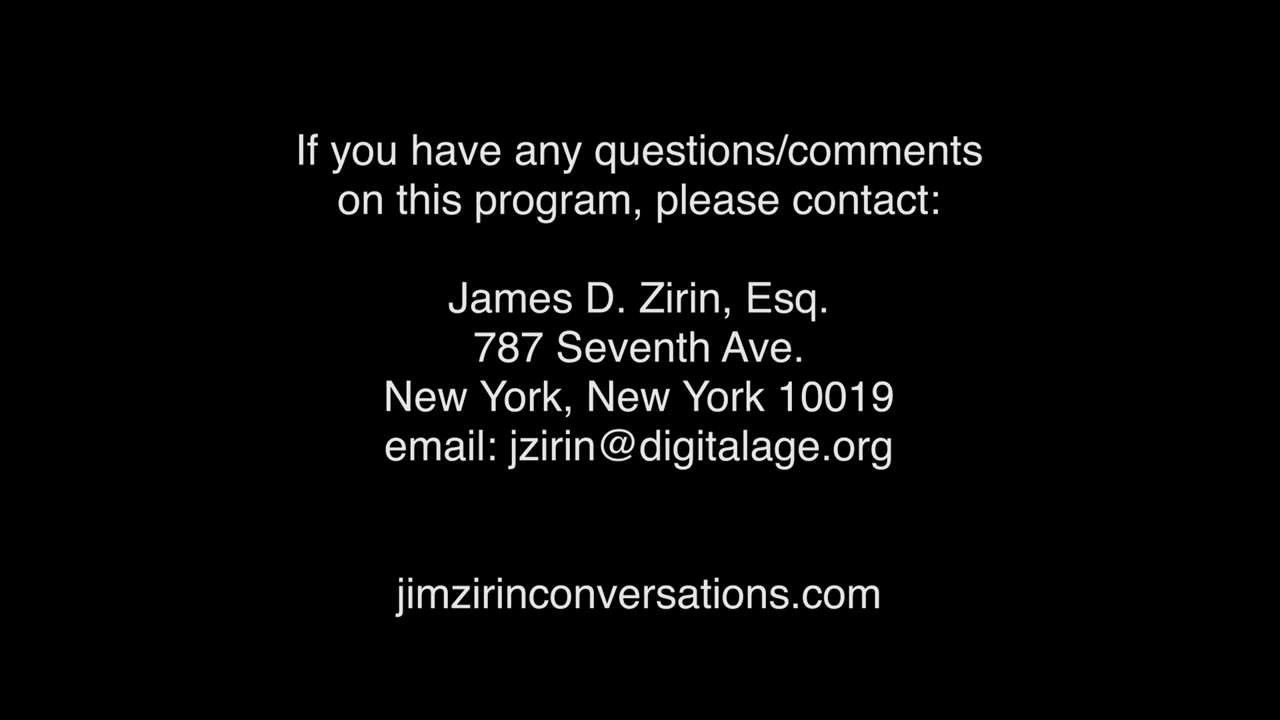 If you have any questions/comments
on this program, please contact:
James D. Zirin, Esq.
787 Seventh Ave.
New York, New York 10019
email: jzirin@digitalage.org
jimzirinconversations.com